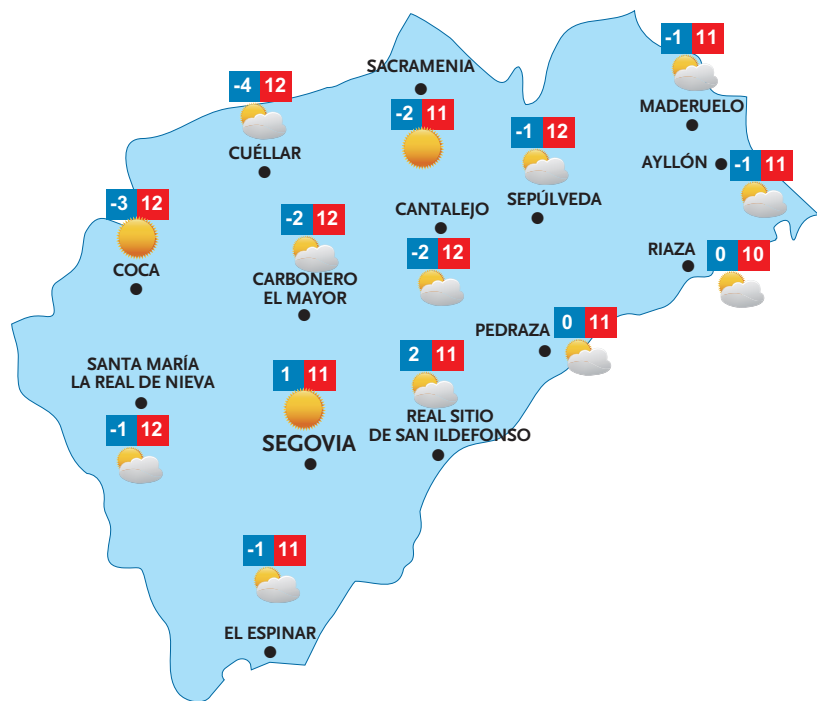 -1 11
MADERUELO
SACRAMENIA
-2 11
-4 12
CUÉLLAR
-1 12
SEPÚLVEDA
AYLLÓN
-1 11
-3 12
COCA
-2 12
CARBONERO
EL MAYOR
CANTALEJO
-2 12
RIAZA
0 10
PEDRAZA
0 11
SANTA MARÍA
LA REAL DE NIEVA
-1 12
1 11
SEGOVIA
2 11
REAL SITIO
DE SAN ILDEFONSO
-1 11
EL ESPINAR